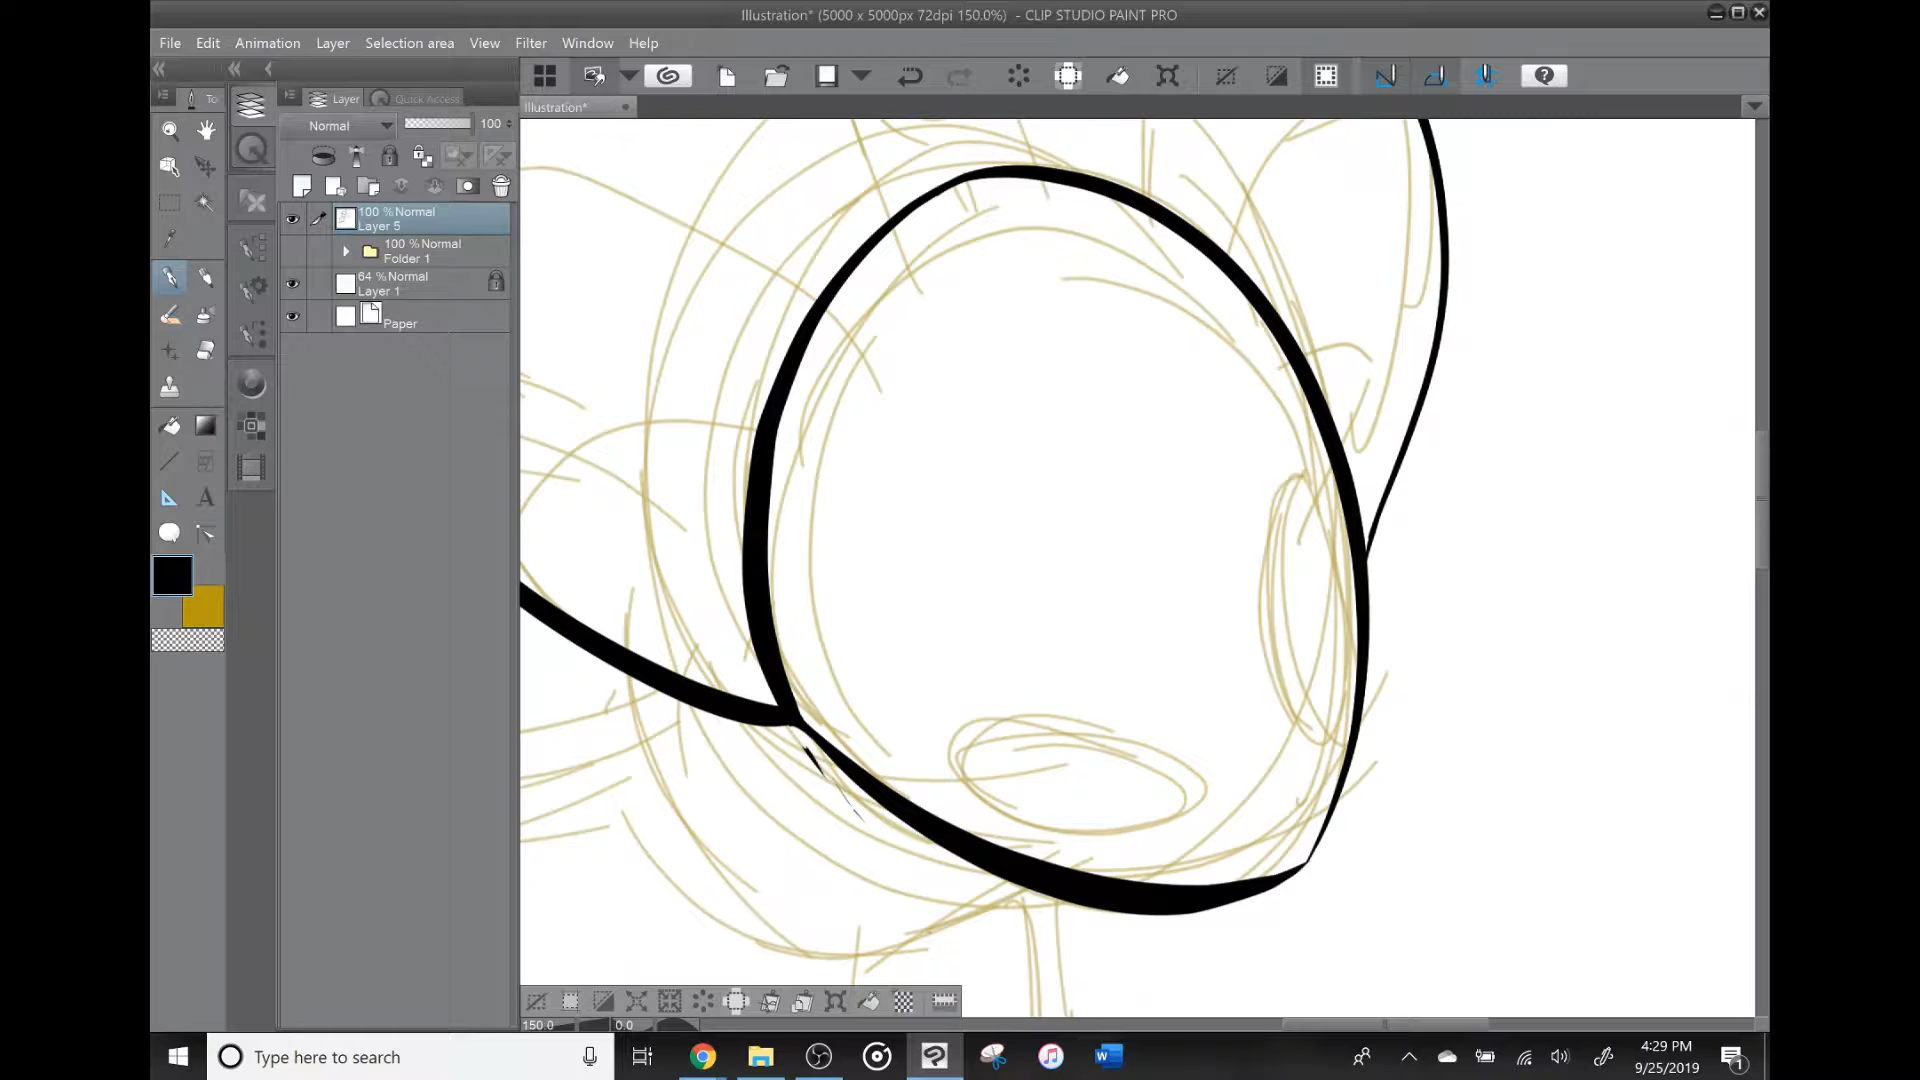 Illustration* (5000 x 5000px 72dpi 150.0%) - CLIP STUDIO PAINT PRO
File Edit Animation Layer Selection area View Filter Window Help
To Layer Quick Access
Illustration*
Normal 100
100 %Normal
Layer 5
100 %Normal
Folder 1
64 %Normal
Layer 1
Paper
A
150.0 0.0
Type here to search
4:29 PM
9/25/2019
1